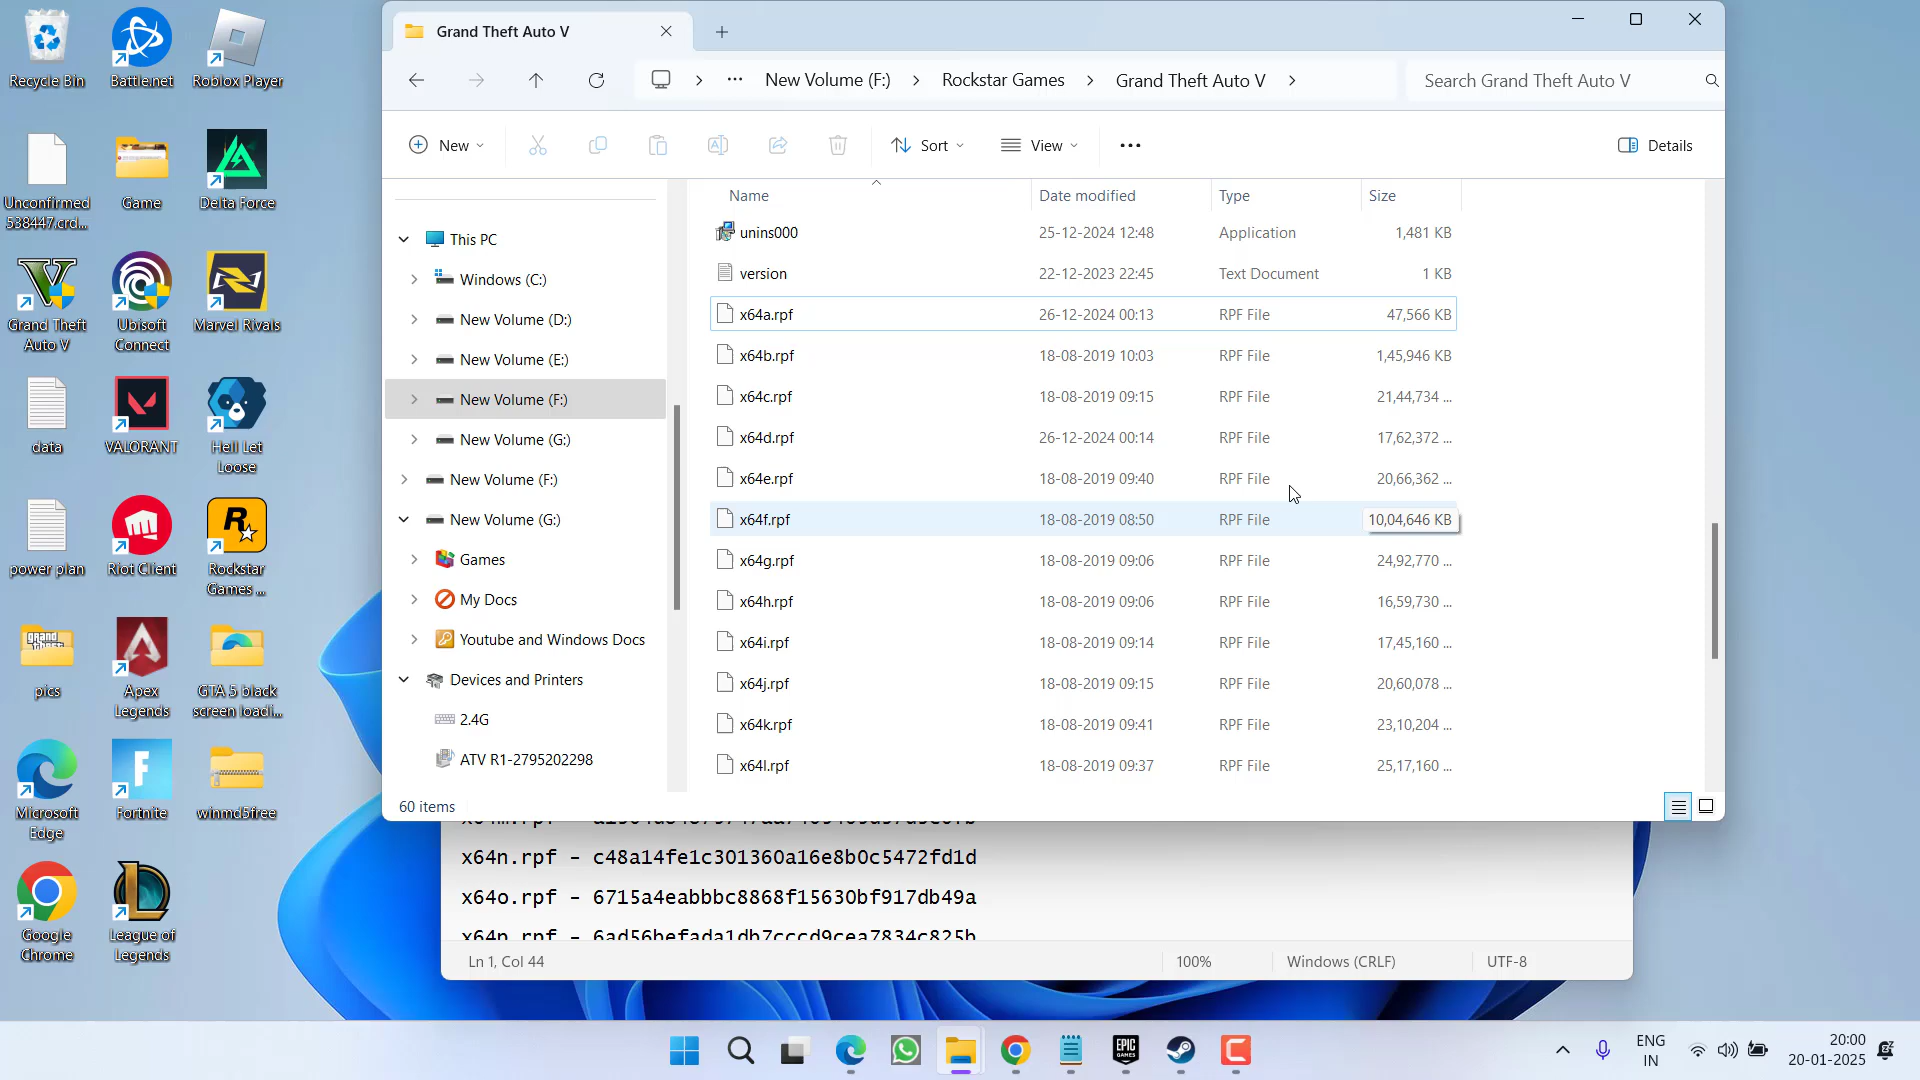 Recycle Bin
Battle.net
Roblox Player
Unconfirmed
538447.crd...
Game
Delta Force
Grand Theft
Auto V
Ubisoft
Connect
Marvel Rivals
data
VALORANT
Hell Let
Loose
power plan
Riot Client
Rockstar
Games ...
pics
Apex
Legends
GTA 5 black
screen loadi...
Microsoft
Edge
Fortnite
winmd5free
Google
Chrome
League of
Legends
Grand Theft Auto V
New Volume (F:)
Rockstar Games
Grand Theft Auto V
Search Grand Theft Auto V
New
Sort
View
Details
This PC
Windows (C:)
New Volume (D:)
New Volume (E:)
New Volume (F:)
New Volume (G:)
New Volume (F:)
New Volume (G:)
Games
My Docs
Youtube and Windows Docs
Devices and Printers
2.4G
ATV R1-2795202298
Name Date modified Type Size
unins000 25-12-2024 12:48 Application 1,481 KB
version 22-12-2023 22:45 Text Document 1 KB
x64a.rpf 26-12-2024 00:13 RPF File 47,566 KB
x64b.rpf 18-08-2019 10:03 RPF File 1,45,946 KB
x64c.rpf 18-08-2019 09:15 RPF File 21,44,734 ...
x64d.rpf 26-12-2024 00:14 RPF File 17,62,372 ...
x64e.rpf 18-08-2019 09:40 RPF File 20,66,362 ...
x64f.rpf 18-08-2019 08:50 RPF File 10,04,646 KB
x64g.rpf 18-08-2019 09:06 RPF File 24,92,770 ...
x64h.rpf 18-08-2019 09:06 RPF File 16,59,730 ...
x64i.rpf 18-08-2019 09:14 RPF File 17,45,160 ...
x64j.rpf 18-08-2019 09:15 RPF File 20,60,078 ...
x64k.rpf 18-08-2019 09:41 RPF File 23,10,204 ...
x64l.rpf 18-08-2019 09:37 RPF File 25,17,160 ...
60 items
x64n.rpf - c48a14fe1c301360a16e8b0c5472fd1d
x64o.rpf - 6715a4eabbbc8868f15630bf917db49a
x64p.rpf - 6ad56befada1db7cccd9cea7834c825b
Ln 1, Col 44
100%
Windows (CRLF)
UTF-8
EPIC
GAMES
ENG
IN
20:00
20-01-2025